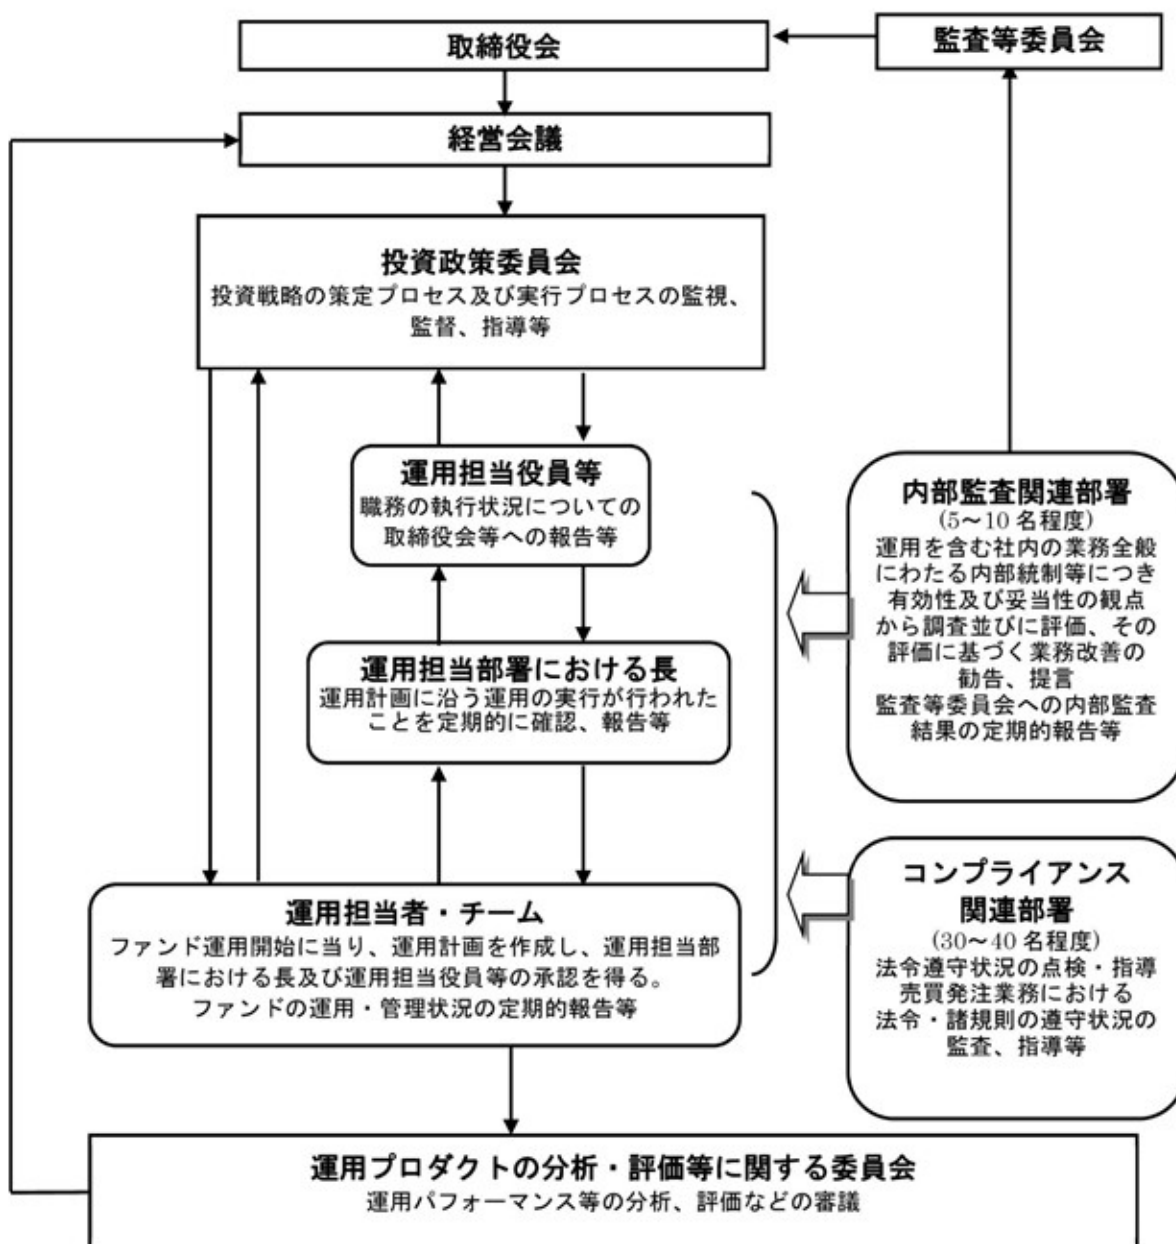 取締役会
監査等委員会
経営会議
投資政策委員会
投資戦略の策定プロセス及び実行プロセスの監視、
監督、指導等
運用担当役員等
職務の執行状況についての
取締役会等への報告等
運用担当部署における長
運用計画に沿う運用の実行が行われた
ことを定期的に確認、報告等
運用担当者・チーム
ファンド運用開始に当り、運用計画を作成し、運用担当部
署における長及び運用担当役員等の承認を得る。
ファンドの運用・管理状況の定期的報告等
内部監査関連部署
(5～10 名程度)
運用を含む社内の業務全般
にわたる内部統制等につき
有効性及び妥当性の観点
から調査並びに評価、その
評価に基づく業務改善の
勧告、提言
監査等委員会への内部監査
結果の定期的報告等
コンプライアンス
関連部署
(30～40 名程度)
法令遵守状況の点検・指導
売買発注業務における
法令・諸規則の遵守状況の
監査、指導等
運用プロダクトの分析・評価等に関する委員会
運用パフォーマンス等の分析、評価などの審議